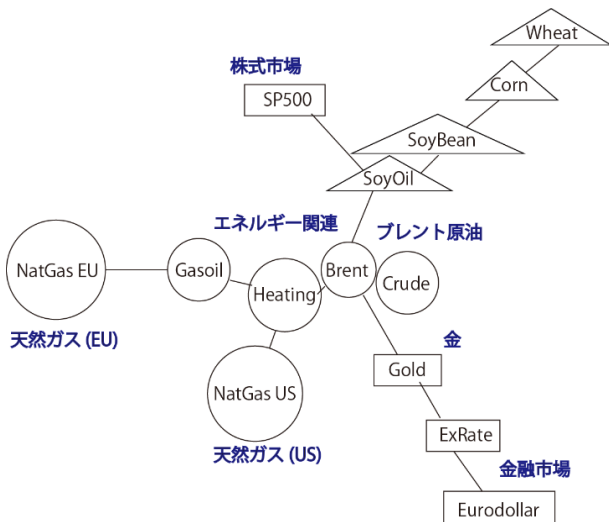 Wheat
株式市場
Corn
SP500
SoyBean
SoyOil
エネルギー関連
ブレント原油
NatGas EU
Gasoil
Heating
Brent
Crude
天然ガス (EU)
金
Gold
NatGas US
ExRate
天然ガス (US)
金融市場
Eurodollar